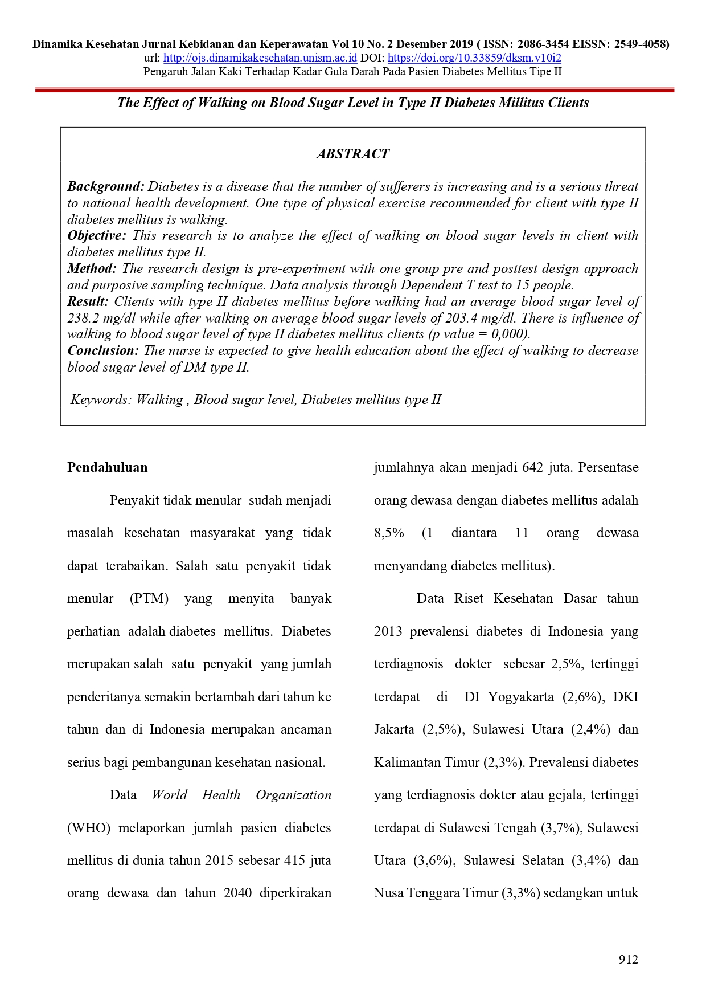 Dinamika Kesehatan Jurnal Kebidanan dan Keperawatan Vol 10 No. 2 Desember 2019 ( ISSN: 2086-3454 EISSN: 2549-4058)
url: http://ojs.dinamikakesehatan.unism.ac.id DOI: https://doi.org/10.33859/dksm.v10i2
Pengaruh Jalan Kaki Terhadap Kadar Gula Darah Pada Pasien Diabetes Mellitus Tipe II
The Effect of Walking on Blood Sugar Level in Type II Diabetes Millitus Clients
ABSTRACT
Background: Diabetes is a disease that the number of sufferers is increasing and is a serious threat
to national health development. One type of physical exercise recommended for client with type II
diabetes mellitus is walking.
Objective: This research is to analyze the effect of walking on blood sugar levels in client with
diabetes mellitus type II.
Method: The research design is pre-experiment with one group pre and posttest design approach
and purposive sampling technique. Data analysis through Dependent T test to 15 people.
Result: Clients with type II diabetes mellitus before walking had an average blood sugar level of
238.2 mg/dl while after walking on average blood sugar levels of 203.4 mg/dl. There is influence of
walking to blood sugar level of type II diabetes mellitus clients (p value = 0,000).
Conclusion: The nurse is expected to give health education about the effect of walking to decrease
blood sugar level of DM type II.
Keywords: Walking , Blood sugar level, Diabetes mellitus type II
Pendahuluan
Penyakit tidak menular sudah menjadi
masalah kesehatan masyarakat yang tidak
dapat terabaikan. Salah satu penyakit tidak
menular (PTM) yang menyita banyak
perhatian adalah diabetes mellitus. Diabetes
merupakan salah satu penyakit yang jumlah
penderitanya semakin bertambah dari tahun ke
tahun dan di Indonesia merupakan ancaman
serius bagi pembangunan kesehatan nasional.
Data World Health Organization
(WHO) melaporkan jumlah pasien diabetes
mellitus di dunia tahun 2015 sebesar 415 juta
orang dewasa dan tahun 2040 diperkirakan
jumlahnya akan menjadi 642 juta. Persentase
orang dewasa dengan diabetes mellitus adalah
8,5% (1 diantara 11 orang dewasa
menyandang diabetes mellitus).
Data Riset Kesehatan Dasar tahun
2013 prevalensi diabetes di Indonesia yang
terdiagnosis dokter sebesar 2,5%, tertinggi
terdapat di DI Yogyakarta (2,6%), DKI
Jakarta (2,5%), Sulawesi Utara (2,4%) dan
Kalimantan Timur (2,3%). Prevalensi diabetes
yang terdiagnosis dokter atau gejala, tertinggi
terdapat di Sulawesi Tengah (3,7%), Sulawesi
Utara (3,6%), Sulawesi Selatan (3,4%) dan
Nusa Tenggara Timur (3,3%) sedangkan untuk
912